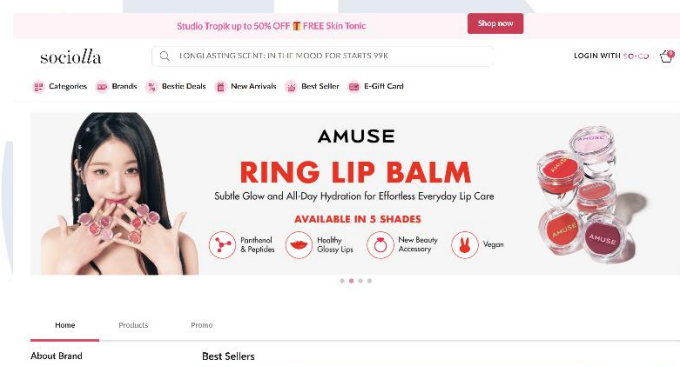 Studio Tropik up to 50% OFF FREE Skin Tonic
Shop now
sociolla
LONGLASTING SCENT: IN THE MOOD FOR STARTS 99K
LOGIN WITH SO•CO
Categories Brands Bestie Deals New Arrivals Best Seller E-Gift Card
AMUSE
RING LIP BALM
Subtle Glow and All-Day Hydration for Effortless Everyday Lip Care
AVAILABLE IN 5 SHADES
Panthenol
& Peptides
Healthy
Glossy Lips
New Beauty
Accessory
Vegan
AMUSE
AMUSE
Home Products Promo
About Brand
Best Sellers